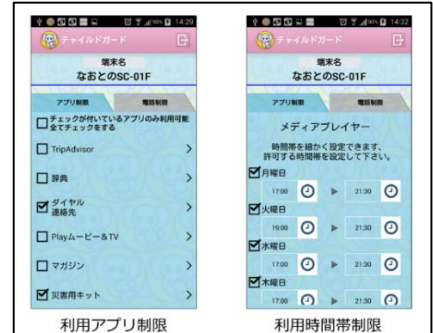 14:29
チャイルドガード
端末名
なおとのSC-01F
アプリ制限
電話制限
チェックが付いているアプリのみ利用可能
全てチェックをする
TripAdvisor
辞典
ダイヤル
連絡先
Playムービー＆TV
マガジン
災害用キット
利用アプリ制限
14:32
チャイルドガード
端末名
なおとのSC-01F
アプリ制限
電話制限
メディアプレイヤー
時間帯を細かく設定できます、
許可する時間帯を設定して下さい。
月曜日
17:00 ▶ 21:30
火曜日
19:00 ▶ 21:30
水曜日
17:00 ▶ 21:30
木曜日
17:00 ▶ 21:30
利用時間帯制限